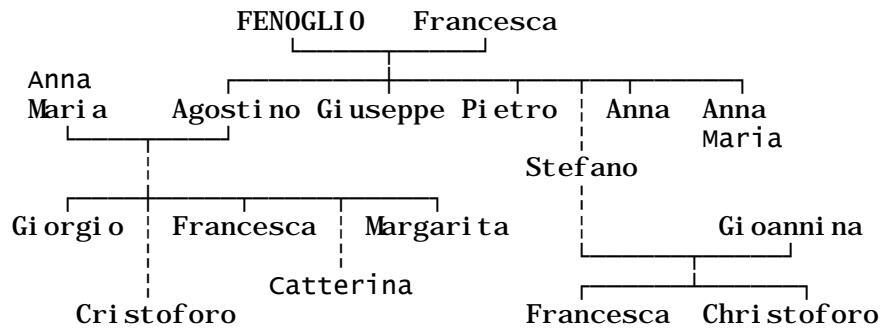 FENOGLIO Francesca
Anna
Maria Agostino Giuseppe Pietro Anna Anna
Maria
Stefano
Giorgio Francesca Margarita Gioannina
Catterina
Cristoforo Francesca Christoforo